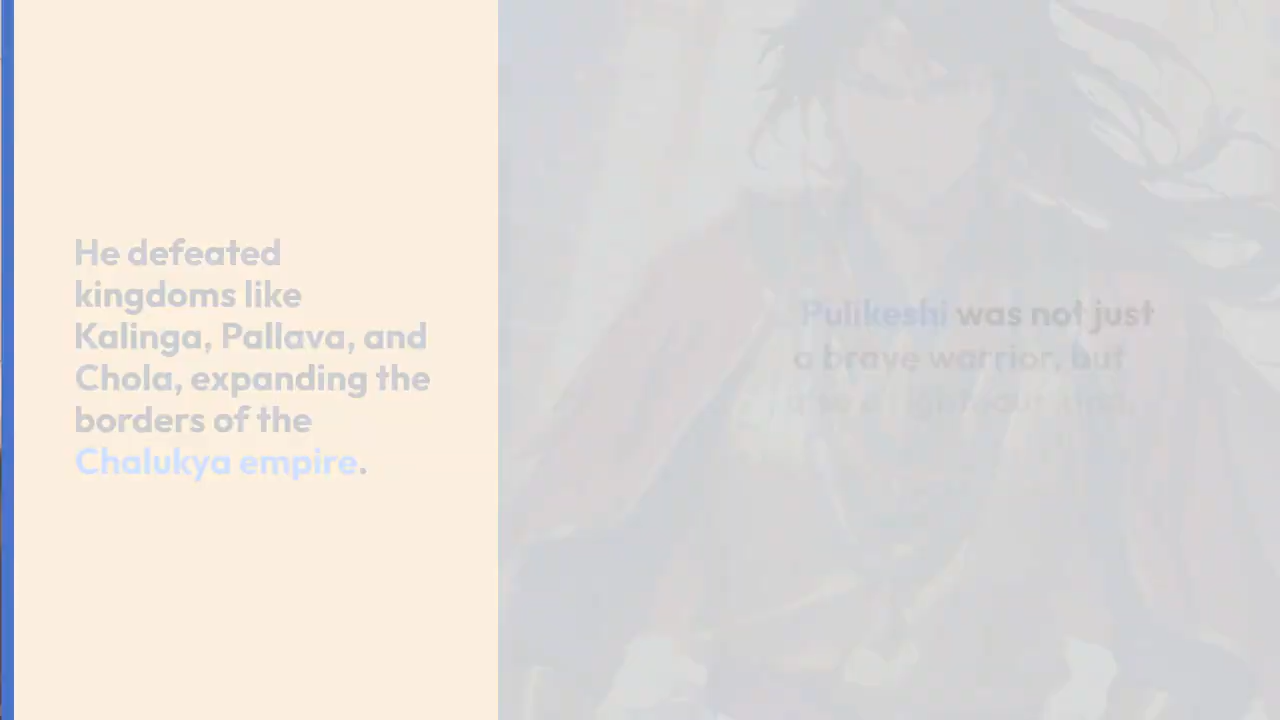 He defeated
kingdoms like
Kalinga, Pallava, and
Chola, expanding the
borders of the
Chalukya empire.
Pulikeshi was not just
a brave warrior, but